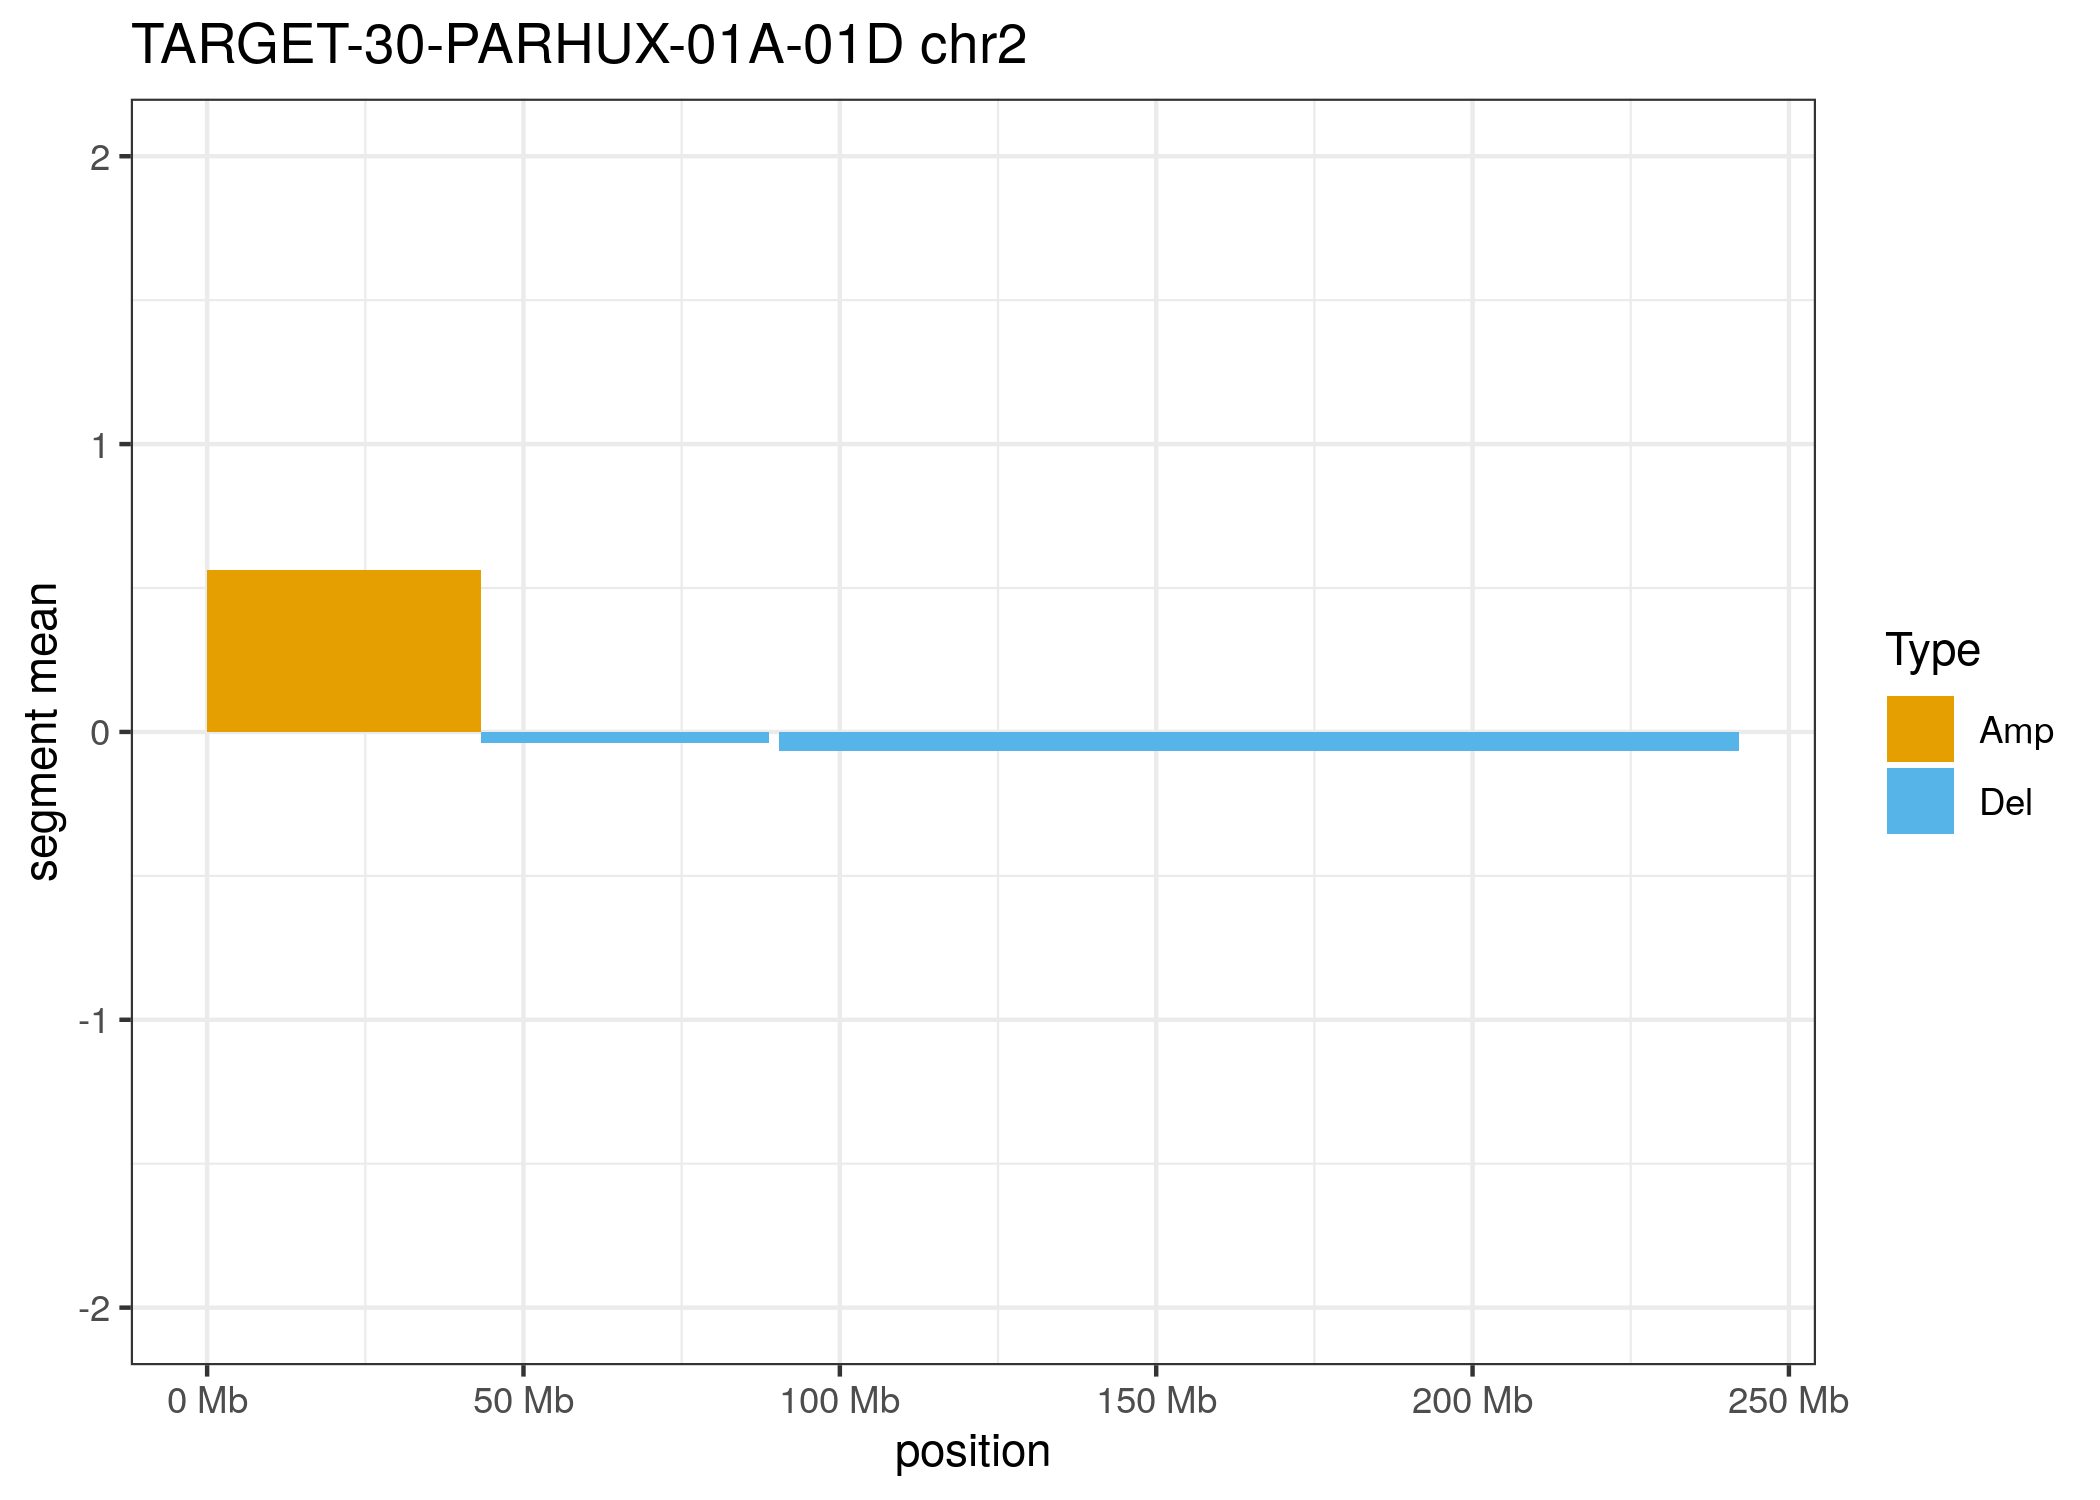 TARGET-30-PARHUX-01A-01D chr2
2
1
0
-1
-2
segment mean
0 Mb 50 Mb 100 Mb 150 Mb 200 Mb 250 Mb
position
Type
Amp
Del